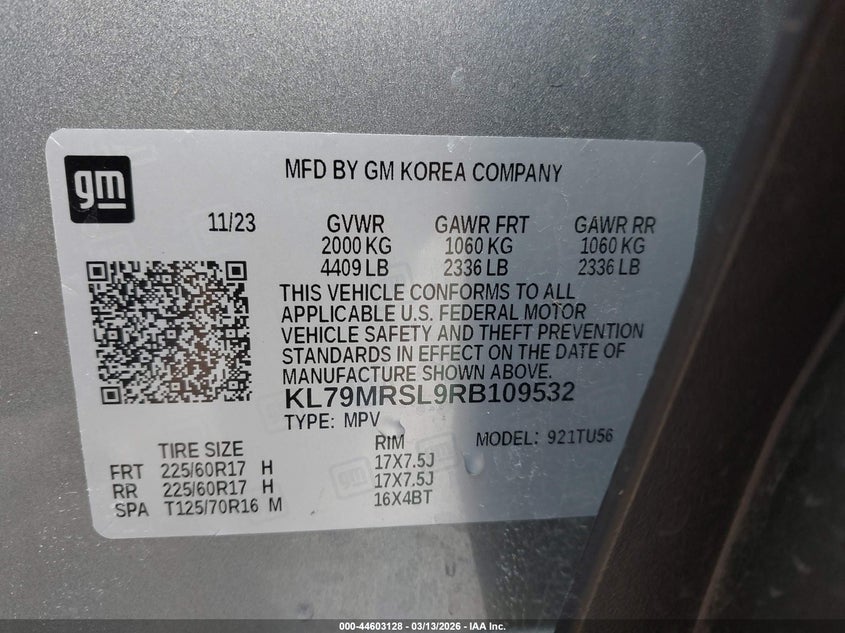 gm
MFD BY GM KOREA COMPANY
11/23 GVWR GAWR FRT GAWR RR
2000 KG 1060 KG 1060 KG
4409 LB 2336 LB 2336 LB
THIS VEHICLE CONFORMS TO ALL
APPLICABLE U.S. FEDERAL MOTOR
VEHICLE SAFETY AND THEFT PREVENTION
STANDARDS IN EFFECT ON THE DATE OF
MANUFACTURE SHOWN ABOVE.
KL79MRSL9RB109532
TYPE: MPV MODEL: 921TU56
TIRE SIZE RIM
FRT 225/60R17 H 17X7.5J
RR 225/60R17 H 17X7.5J
SPA T125/70R16 M 16X4BT
000-44603128 - 03/13/2026 - IAA Inc.